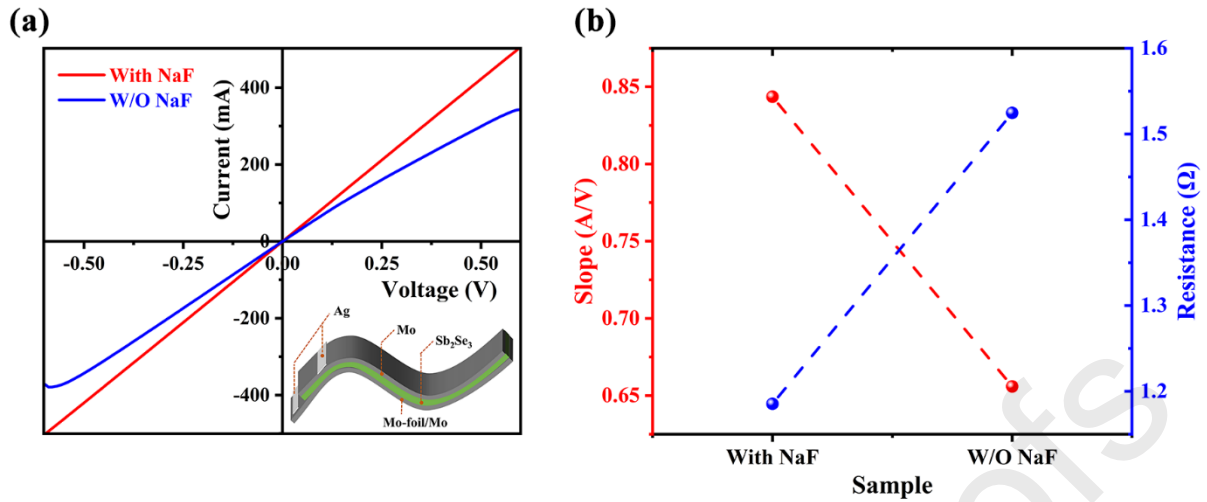 (a)
With NaF
W/O NaF
Current (mA)
400
200
0
-200
-400
-0.50
-0.25
0.00
0.25
0.50
Voltage (V)
Ag
Mo
Sb₂Se₃
Mo-foil/Mo
(b)
Slope (A/V)
0.85
0.80
0.75
0.70
0.65
1.6
1.5
1.4
1.3
1.2
Resistance (Ω)
With NaF
W/O NaF
Sample
ofs